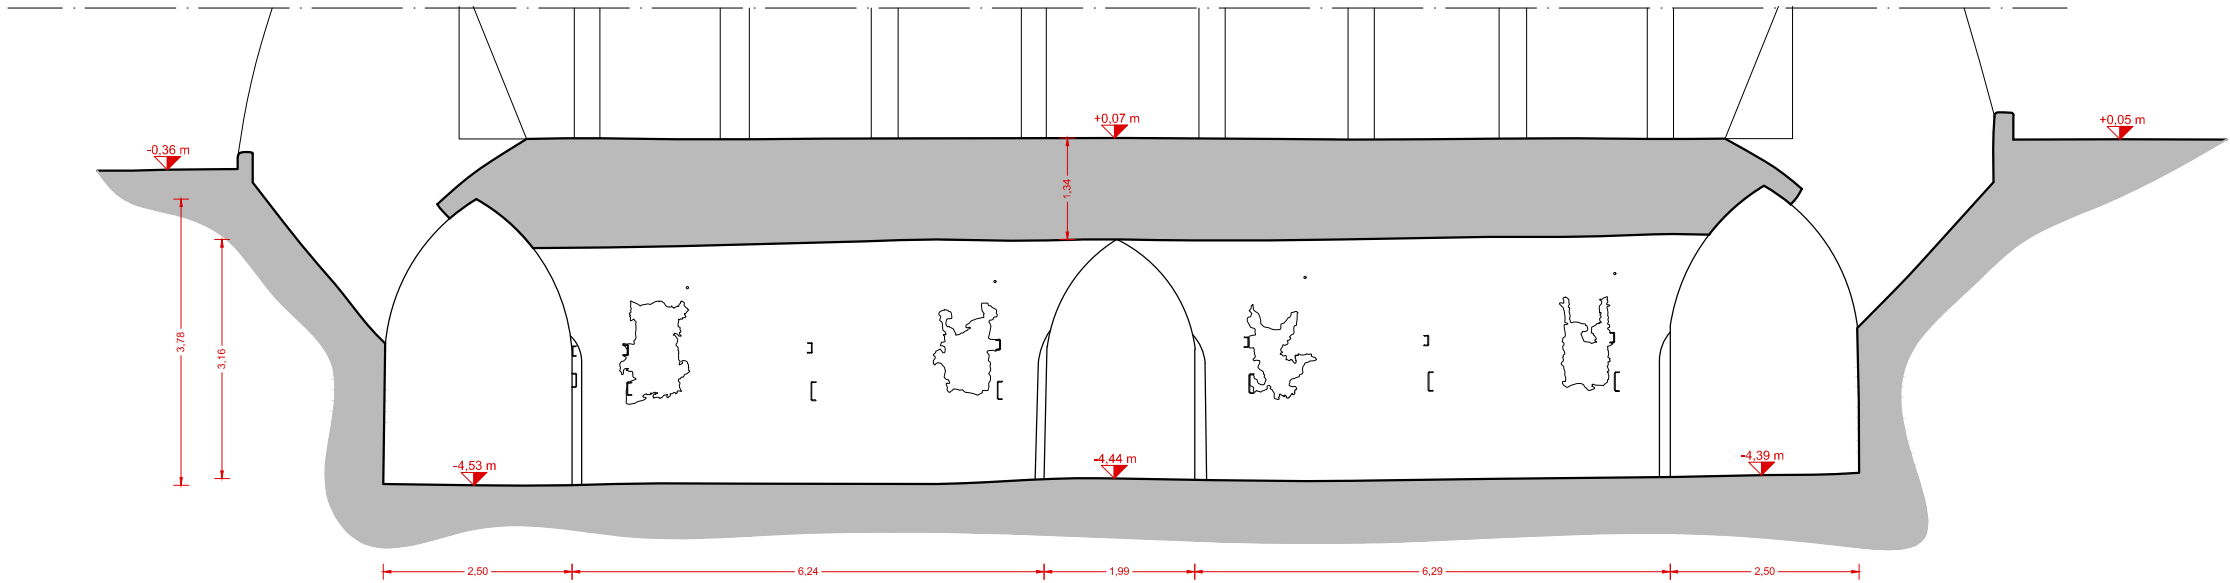 +0,07 m
+0,05 m
-0,36 m
1,34
3,78
3,16
-4,53 m
-4,44 m
-4,39 m
2,50
6,24
1,99
6,29
2,50